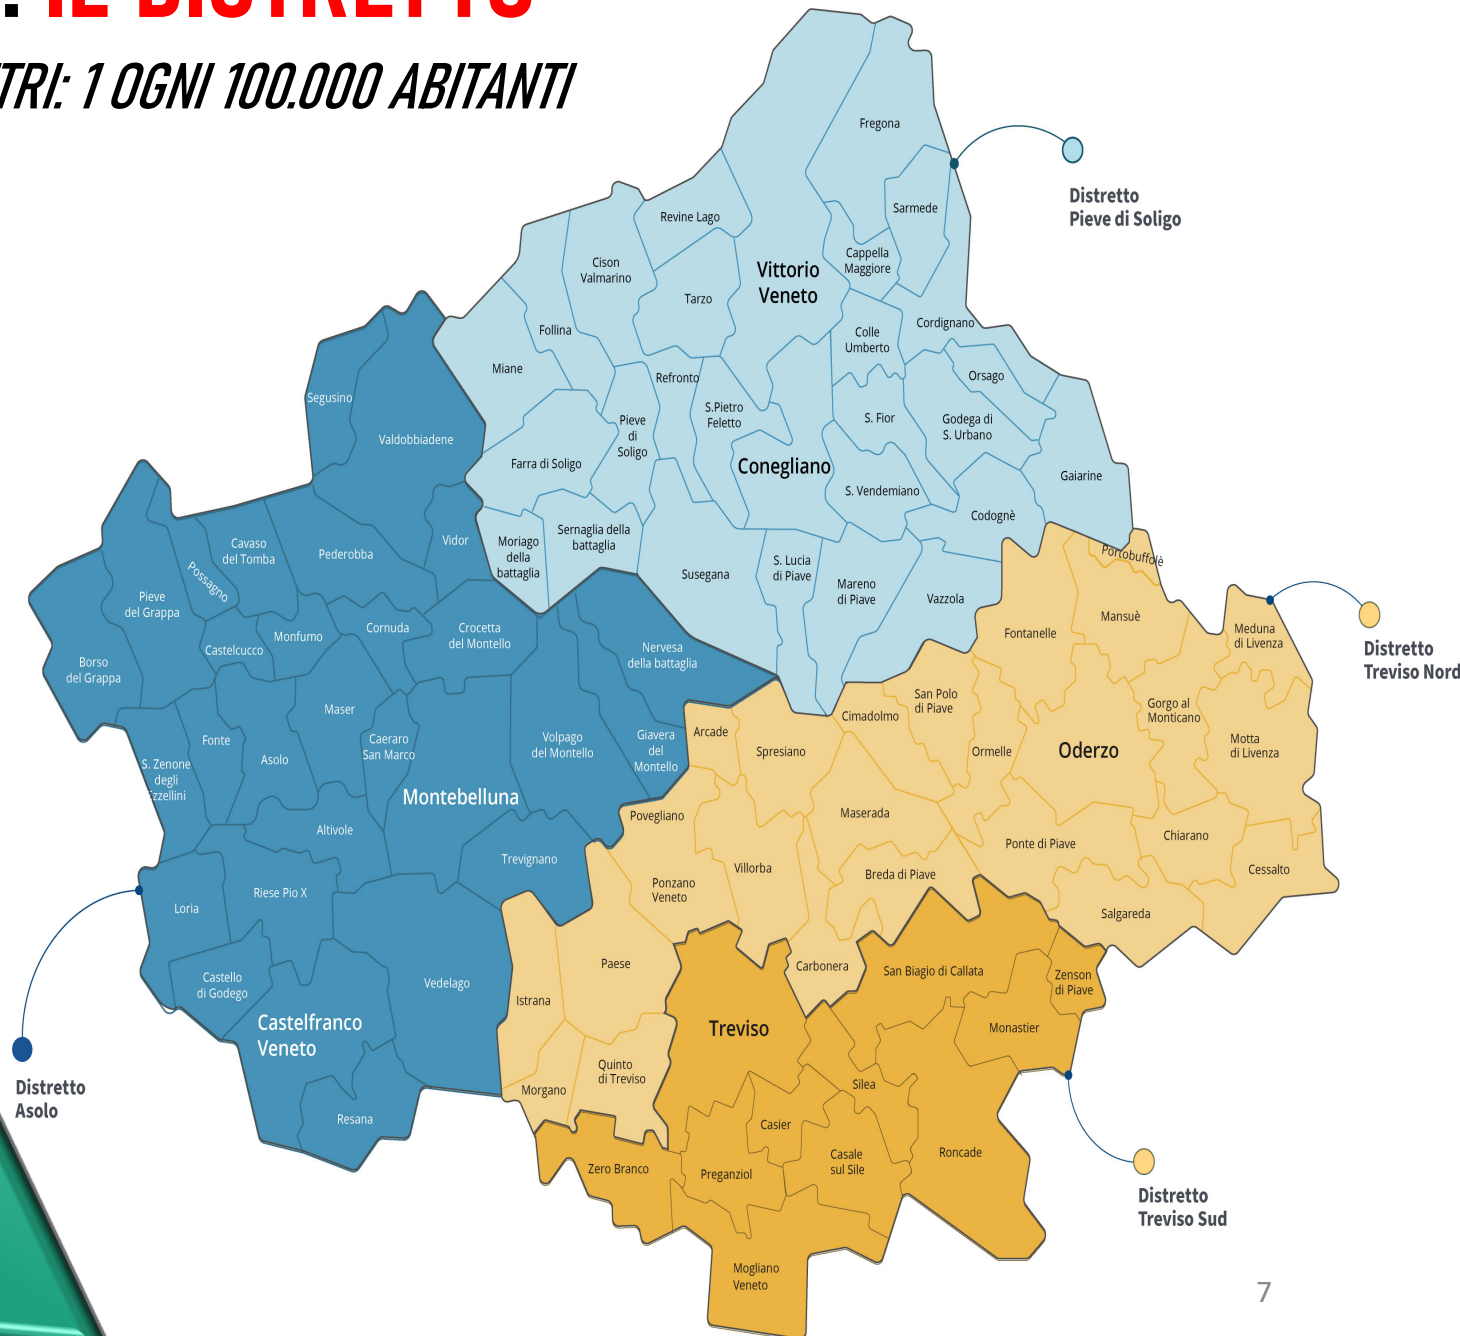 . IL DISTRETTO
TRI: 1 OGNI 100.000 ABITANTI
Fregona
Distretto
Pieve di Soligo
Sarmede
Revine Lago
Cappella
Maggiore
Cison
Valmarino
Vittorio
Veneto
Tarzo
Cordignano
Follina
Colle
Umberto
Miane
Orsago
Refronto
Segusino
S.Pietro
Feletto
S. Fior
Godega di
S. Urbano
Pieve
di
Soligo
Valdobbiadene
Farra di Soligo
Conegliano
Gaiarine
S. Vendemiano
Codognè
Sernaglia della
battaglia
Moriago
della
battaglia
Vidor
Cavaso
del Tomba
Pederobba
Portobuffolè
S. Lucia
di Piave
Susegana
Mareno
di Piave
Possagno
Vazzola
Pieve
del Grappa
Mansuè
Fontanelle
Meduna
di Livenza
Distretto
Treviso Nord
Cornuda
Crocetta
del Montello
Monfumo
Castelcucco
Nervesa
della battaglia
Borso
del Grappa
San Polo
di Piave
Gorgo al
Monticano
Maser
Cimadolmo
Arcade
Fonte
Caeraro
San Marco
Volpago
del Montello
Giavera
del
Montello
Spresiano
Ormelle
Oderzo
Motta
di Livenza
Asolo
S. Zenone
degli
Ezzellini
Montebelluna
Povegliano
Maserada
Altivole
Chiarano
Ponte di Piave
Trevignano
Villorba
Cessalto
Breda di Piave
Ponzano
Veneto
Riese Pio X
Loria
Salgareda
Paese
Carbonera
San Biagio di Callata
Zenson
di Piave
Castello
di Godego
Vedelago
Istrana
Castelfranco
Veneto
Treviso
Monastier
Quinto
di Treviso
Morgano
Silea
Distretto
Asolo
Resana
Casier
Roncade
Casale
sul Sile
Zero Branco
Preganziol
Distretto
Treviso Sud
Mogliano
Veneto
7